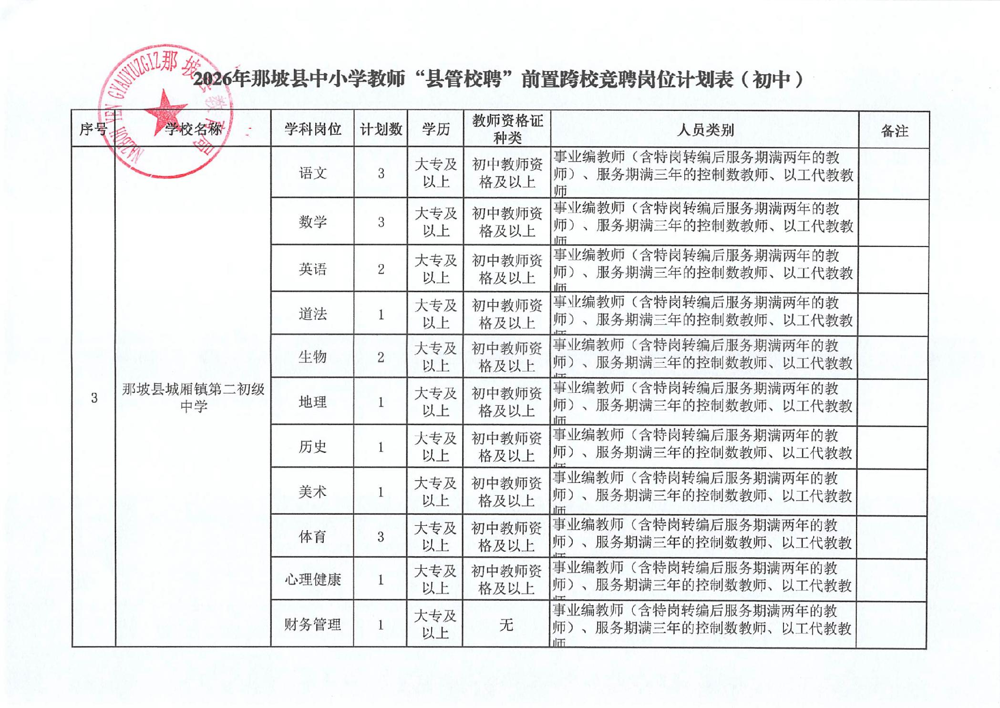 2026年那坡县中小学教师“县管校聘”前置跨校竞聘岗位计划表（初中）
NAZBOH YEN GYAUYUZGIZ
那坡县教育局
序号 学校名称 学科岗位 计划数 学历 教师资格证种类 人员类别 备注
3 那坡县城厢镇第二初级中学
语文 3 大专及以上 初中教师资格及以上 事业编教师（含特岗转编后服务期满两年的教师）、服务期满三年的控制数教师、以工代教教师
数学 3 大专及以上 初中教师资格及以上 事业编教师（含特岗转编后服务期满两年的教师）、服务期满三年的控制数教师、以工代教教师
英语 2 大专及以上 初中教师资格及以上 事业编教师（含特岗转编后服务期满两年的教师）、服务期满三年的控制数教师、以工代教教师
道法 1 大专及以上 初中教师资格及以上 事业编教师（含特岗转编后服务期满两年的教师）、服务期满三年的控制数教师、以工代教教师
生物 2 大专及以上 初中教师资格及以上 事业编教师（含特岗转编后服务期满两年的教师）、服务期满三年的控制数教师、以工代教教师
地理 1 大专及以上 初中教师资格及以上 事业编教师（含特岗转编后服务期满两年的教师）、服务期满三年的控制数教师、以工代教教师
历史 1 大专及以上 初中教师资格及以上 事业编教师（含特岗转编后服务期满两年的教师）、服务期满三年的控制数教师、以工代教教师
美术 1 大专及以上 初中教师资格及以上 事业编教师（含特岗转编后服务期满两年的教师）、服务期满三年的控制数教师、以工代教教师
体育 3 大专及以上 初中教师资格及以上 事业编教师（含特岗转编后服务期满两年的教师）、服务期满三年的控制数教师、以工代教教师
心理健康 1 大专及以上 初中教师资格及以上 事业编教师（含特岗转编后服务期满两年的教师）、服务期满三年的控制数教师、以工代教教师
财务管理 1 大专及以上 无 事业编教师（含特岗转编后服务期满两年的教师）、服务期满三年的控制数教师、以工代教教师